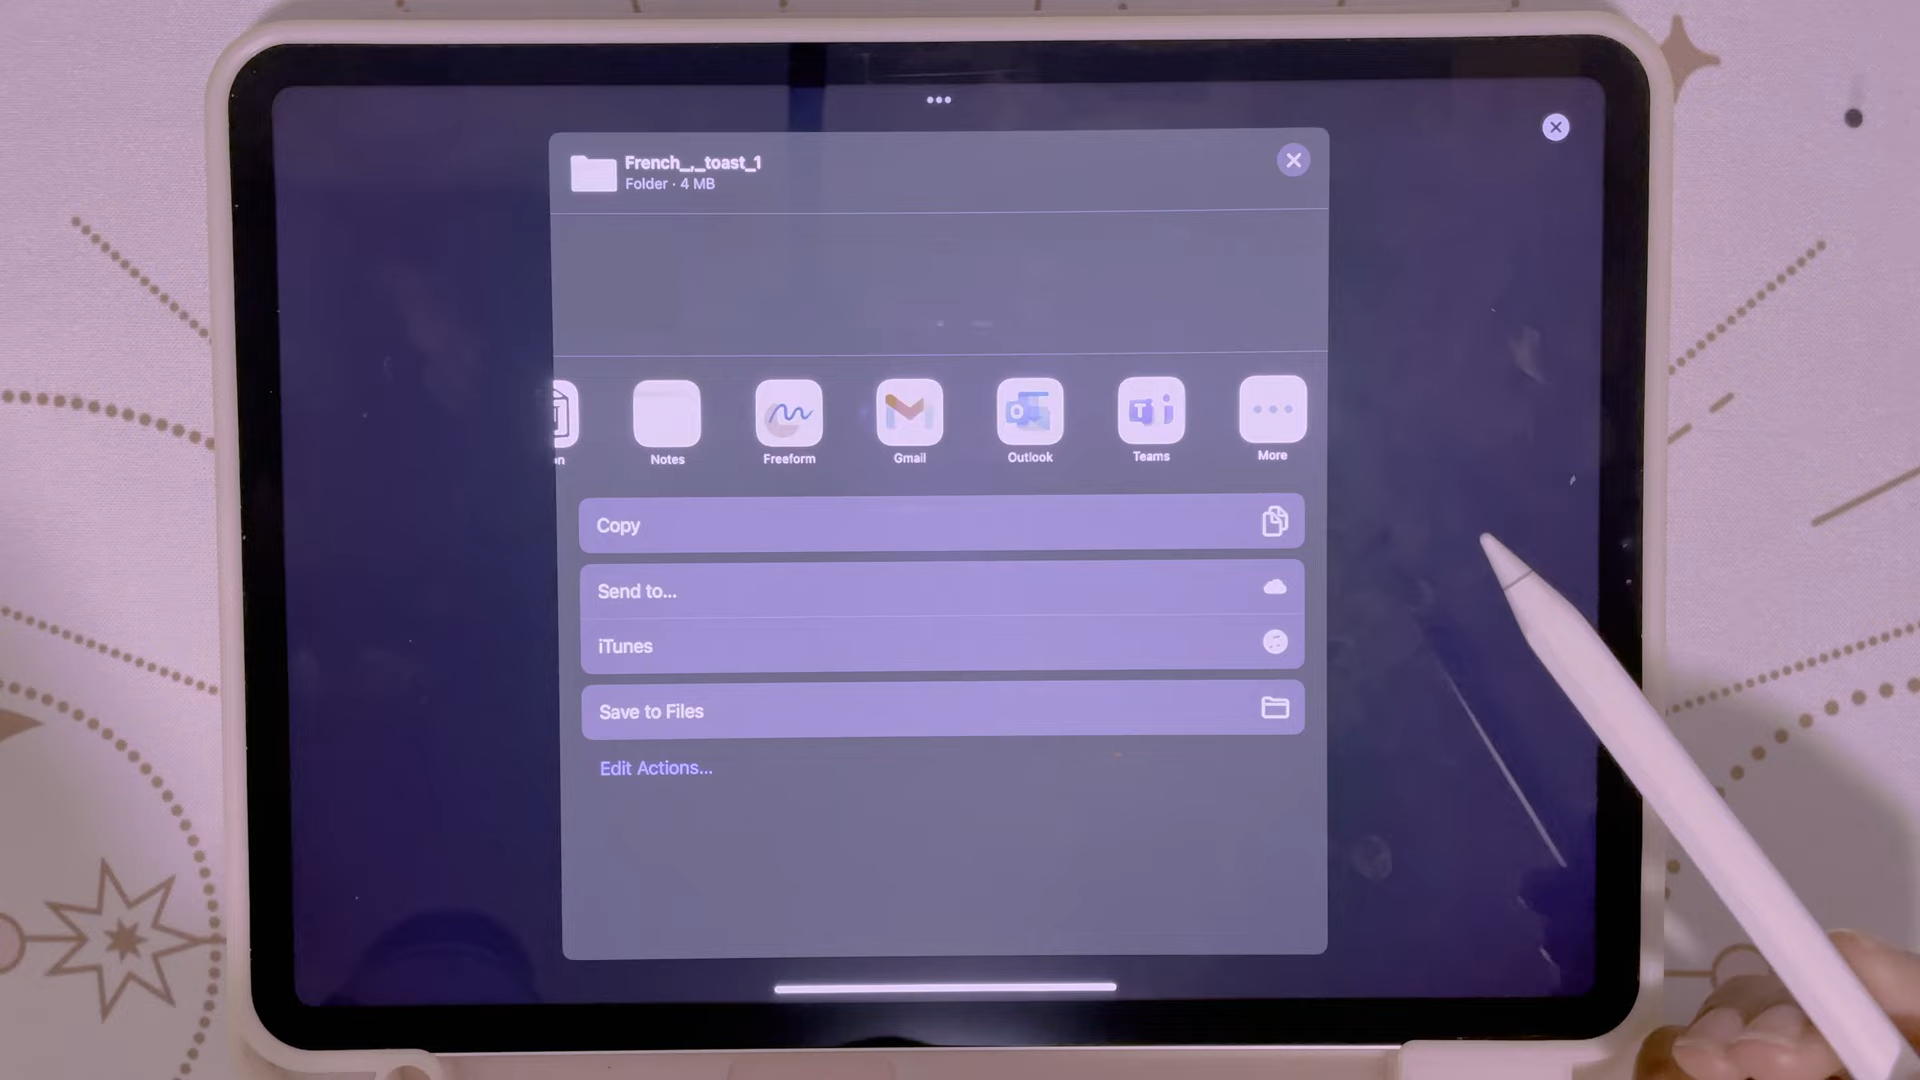 French_,_toast_1
Folder · 4 MB
on
Notes
Freeform
Gmail
Outlook
Teams
More
Copy
Send to...
iTunes
Save to Files
Edit Actions...